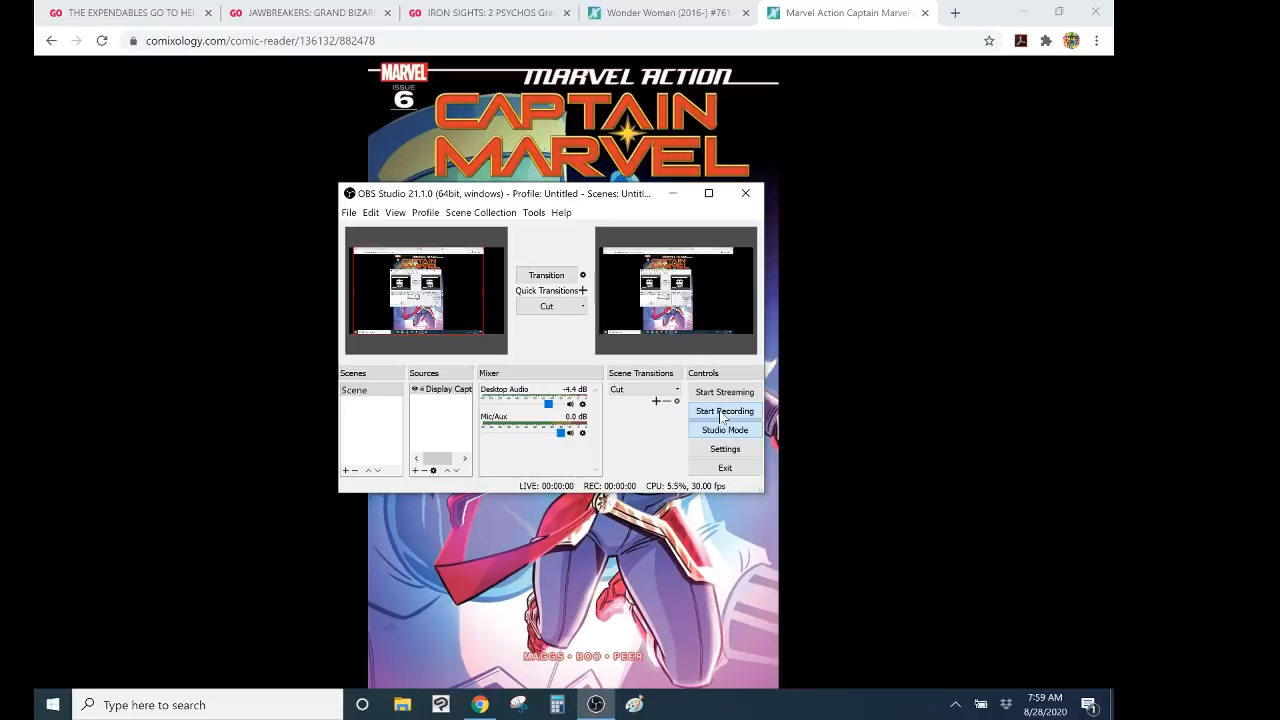 THE EXPENDABLES GO TO HEL
JAWBREAKERS: GRAND BIZAR
IRON SIGHTS: 2 PSYCHOS Gra
Wonder Woman (2016-) #761
Marvel Action Captain Marvel
comixology.com/comic-reader/136132/882478
MARVEL
ISSUE
6
MARVEL ACTION
CAPTAIN
MARVEL
OBS Studio 21.1.0 (64bit, windows) - Profile: Untitled - Scenes: Untitl...
File Edit View Profile Scene Collection Tools Help
Transition
Quick Transitions
Cut
Scenes Sources Mixer Scene Transitions Controls
Scene
Display Capt
Desktop Audio -4.4 dB
Mic/Aux 0.0 dB
Cut
Start Streaming
Start Recording
Studio Mode
Settings
Exit
LIVE: 00:00:00 REC: 00:00:00 CPU: 5.5%, 30.00 fps
MAGGS • BOO • PEER
Type here to search
7:59 AM
8/28/2020
1